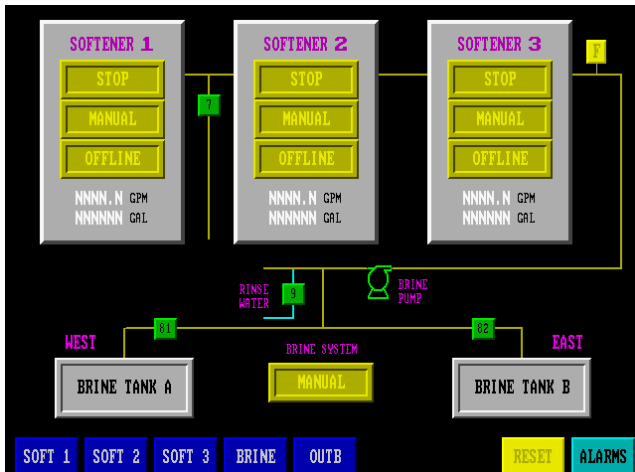 SOFTENER 1
STOP
MANUAL
OFFLINE
NNNN.N GPM
NNNNNN GAL
7
SOFTENER 2
STOP
MANUAL
OFFLINE
NNNN.N GPM
NNNNNN GAL
SOFTENER 3
STOP
MANUAL
OFFLINE
NNNN.N GPM
NNNNNN GAL
F
RINSE
WATER
9
BRINE
PUMP
81
82
WEST
BRINE TANK A
BRINE SYSTEM
MANUAL
EAST
BRINE TANK B
SOFT 1
SOFT 2
SOFT 3
BRINE
OUTB
RESET
ALARMS